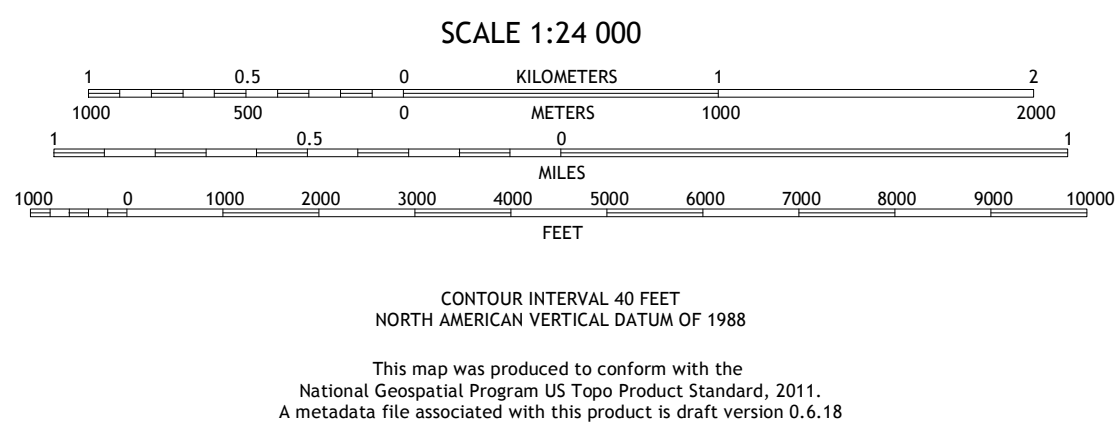 SCALE 1:24 000
1 0.5 0 KILOMETERS 1 2
1000 500 0 METERS 1000 2000
1 0.5 0 1
MILES
1000 0 1000 2000 3000 4000 5000 6000 7000 8000 9000 10000
FEET
CONTOUR INTERVAL 40 FEET
NORTH AMERICAN VERTICAL DATUM OF 1988
This map was produced to conform with the
National Geospatial Program US Topo Product Standard, 2011.
A metadata file associated with this product is draft version 0.6.18